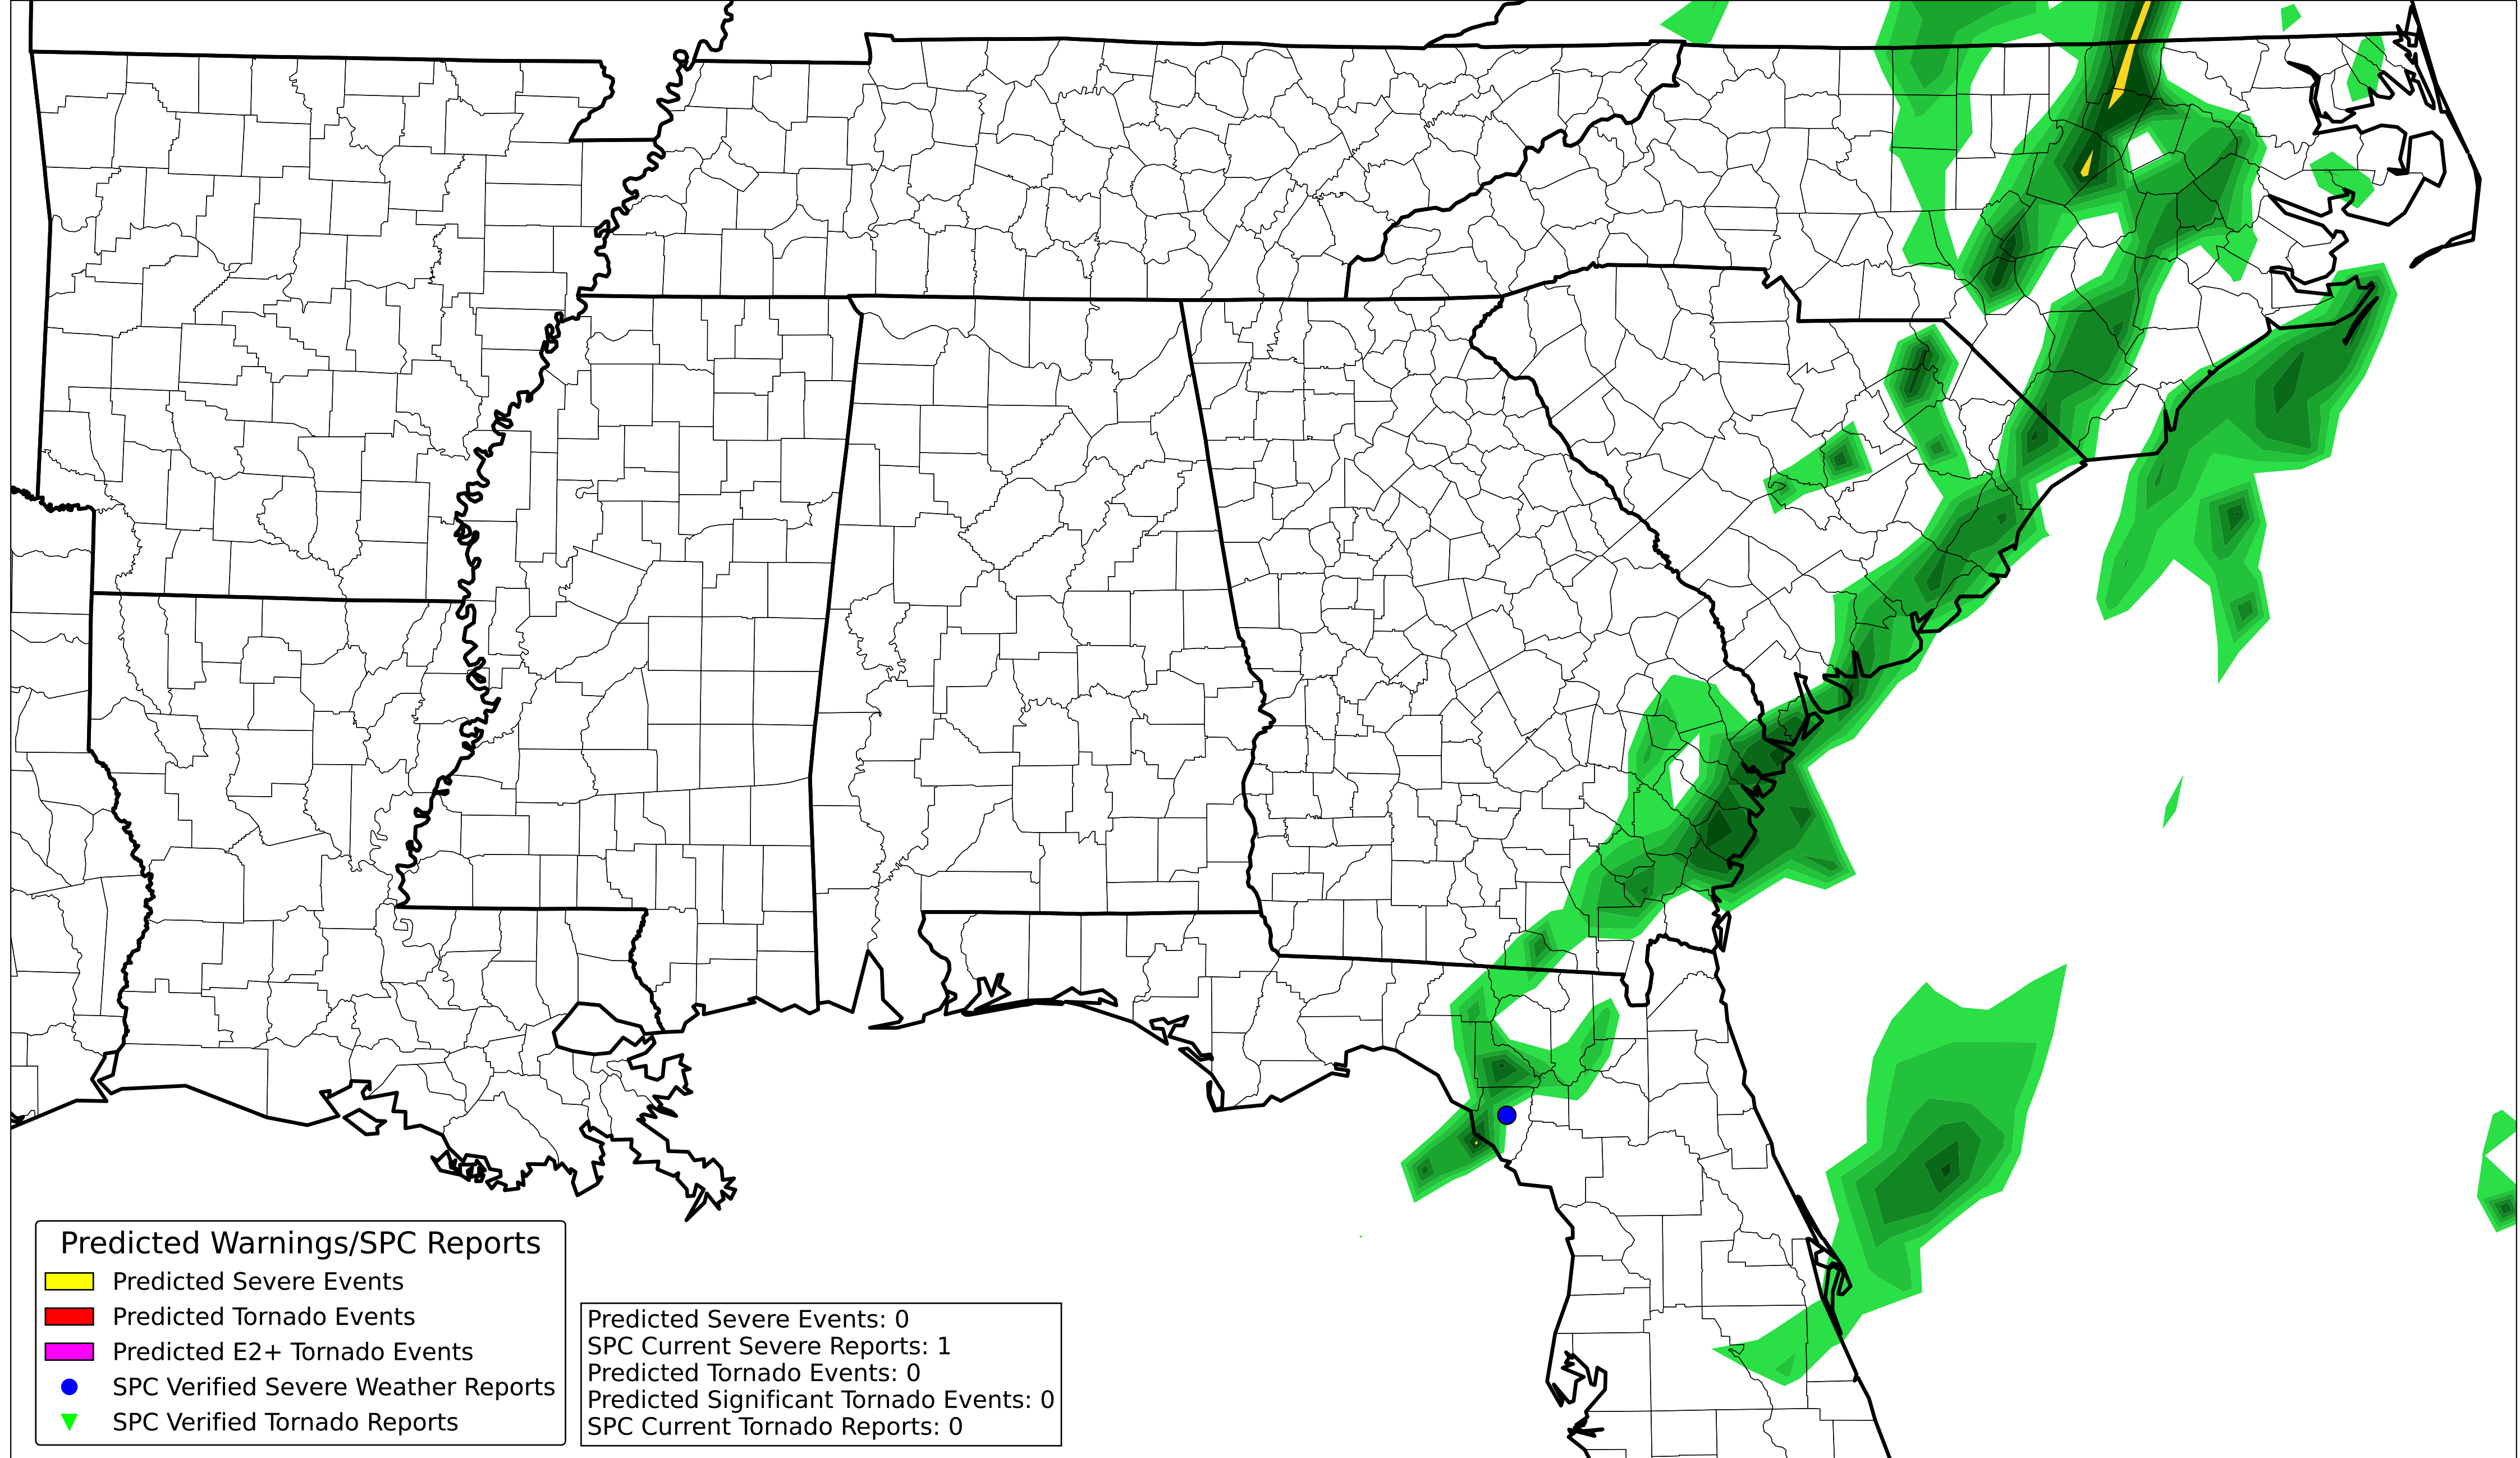 Predicted Warnings/SPC Reports
Predicted Severe Events
Predicted Tornado Events
Predicted E2+ Tornado Events
SPC Verified Severe Weather Reports
SPC Verified Tornado Reports
Predicted Severe Events: 0
SPC Current Severe Reports: 1
Predicted Tornado Events: 0
Predicted Significant Tornado Events: 0
SPC Current Tornado Reports: 0